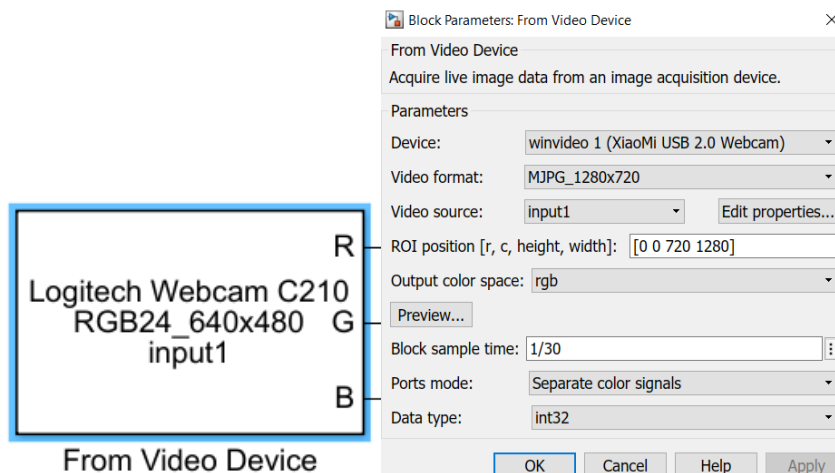 Block Parameters: From Video Device
From Video Device
Acquire live image data from an image acquisition device.
Parameters
Device: winvideo 1 (XiaoMi USB 2.0 Webcam)
Video format: MJPG_1280x720
Video source: input1 Edit properties...
ROI position [r, c, height, width]: [0 0 720 1280]
Output color space: rgb
Preview...
Block sample time: 1/30
Ports mode: Separate color signals
Data type: int32
OK Cancel Help Apply
R
Logitech Webcam C210
RGB24_640x480 G
input1
B
From Video Device